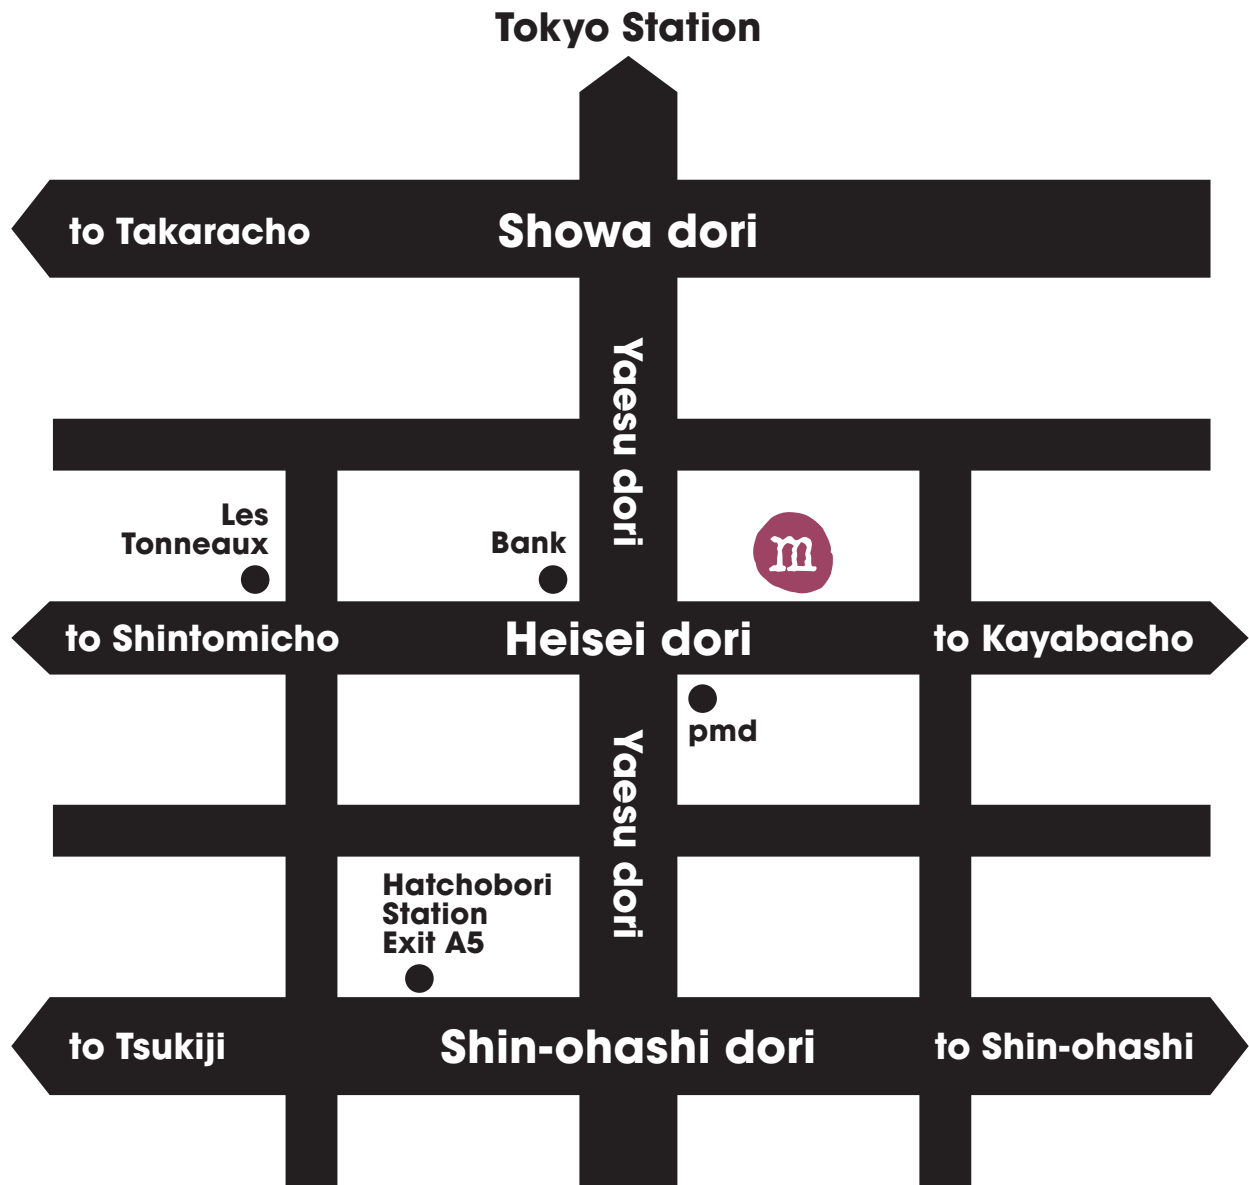 Tokyo Station
to Takaracho
Showa dori
Yaesu dori
Les
Tonneaux
Bank
m
to Shintomicho
Heisei dori
to Kayabacho
pmd
Yaesu dori
Hatchobori
Station
Exit A5
to Tsukiji
Shin-ohashi dori
to Shin-ohashi